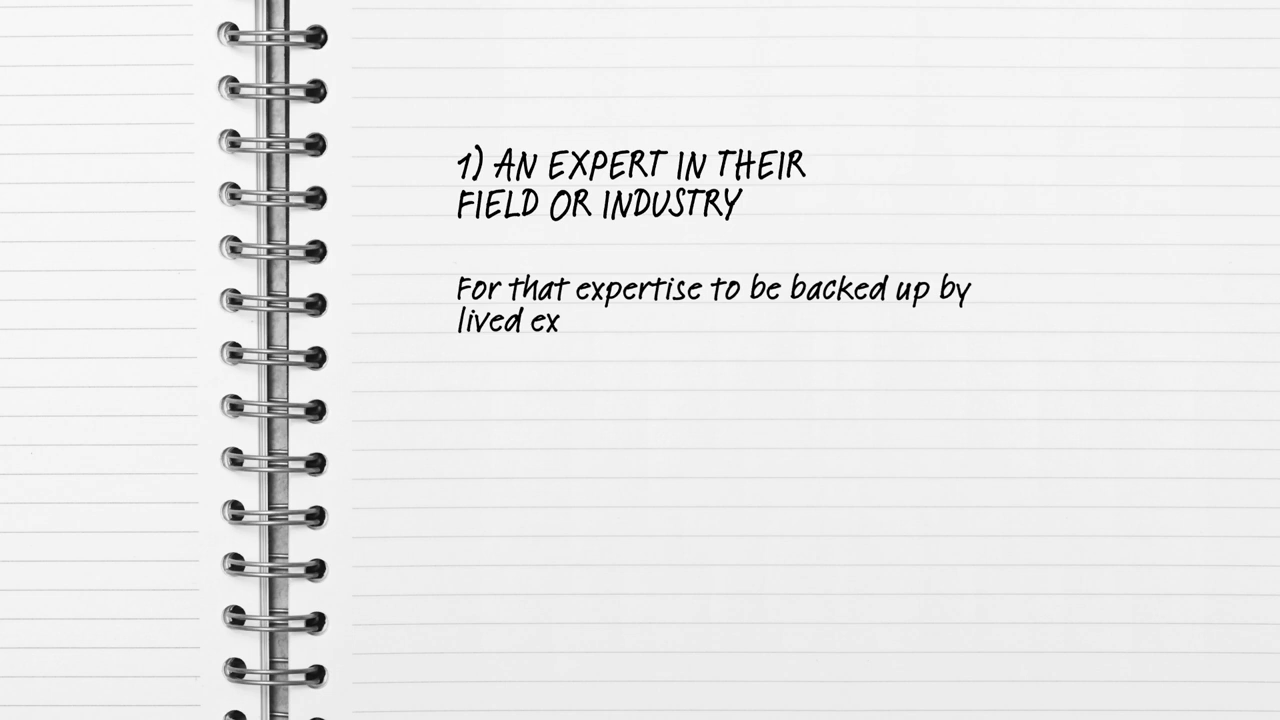 1) AN EXPERT IN THEIR
FIELD OR INDUSTRY
For that expertise to be backed up by
lived ex